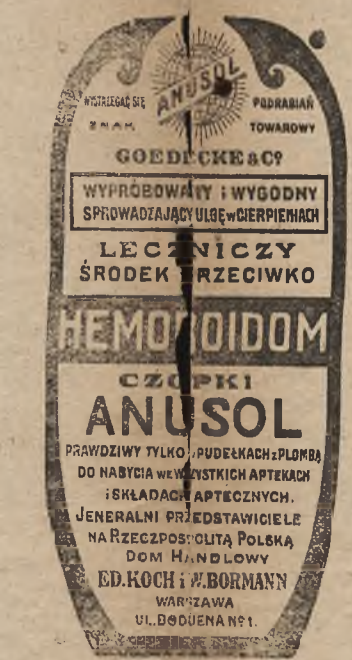 ANUSOL
WYSTRZEGAĆ SIĘ PODRABIAŃ
ZNAK TOWAROWY
GOEDECKE & Cº
WYPRÓBOWANY i WYGODNY
SPROWADZAJĄCY ULGĘ w CIERPIENIACH
LECZNICZY
ŚRODEK PRZECIWKO
HEMOROIDOM
CZOPKI
ANUSOL
PRAWDZIWY TYLKO w PUDEŁKACH z PLOMBĄ
DO NABYCIA WE WSZYSTKICH APTEKACH
i SKŁADACH APTECZNYCH.
JENERALNI PRZEDSTAWICIELE
NA RZECZPOSPOLITĄ POLSKĄ
DOM HANDLOWY
ED. KOCH i W. BORMANN
WARSZAWA
UL. BODUENA Nº 1.